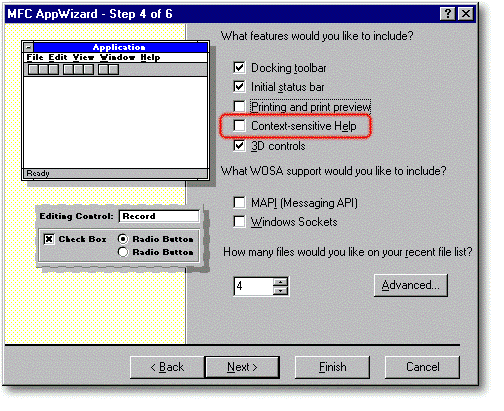 MFC AppWizard - Step 4 of 6
Application
File Edit View Window Help
Ready
Editing Control: Record
Check Box
Radio Button
Radio Button
What features would you like to include?
Docking toolbar
Initial status bar
Printing and print preview
Context-sensitive Help
3D controls
What WOSA support would you like to include?
MAPI (Messaging API)
Windows Sockets
How many files would you like on your recent file list?
4
Advanced...
< Back
Next >
Finish
Cancel